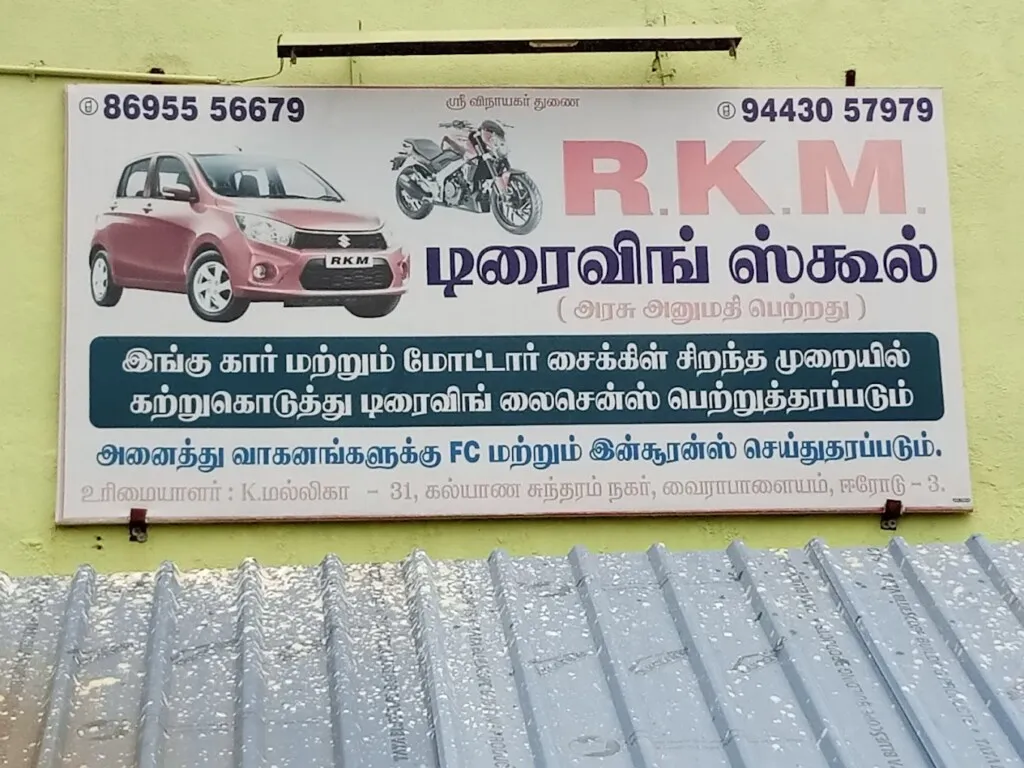 86955 56679
ஸ்ரீ விநாயகர் துணை
94430 57979
R.K.M.
RKM
டிரைவிங் ஸ்கூல்
( அரசு அனுமதி பெற்றது )
இங்கு கார் மற்றும் மோட்டார் சைக்கிள் சிறந்த முறையில்
கற்றுகொடுத்து டிரைவிங் லைசென்ஸ் பெற்றுத்தரப்படும்
அனைத்து வாகனங்களுக்கு FC மற்றும் இன்சூரன்ஸ் செய்துதரப்படும்.
உரிமையாளர் : K.மல்லிகா - 31, கல்யாண சுந்தரம் நகர், வைராபாளையம், ஈரோடு - 3.